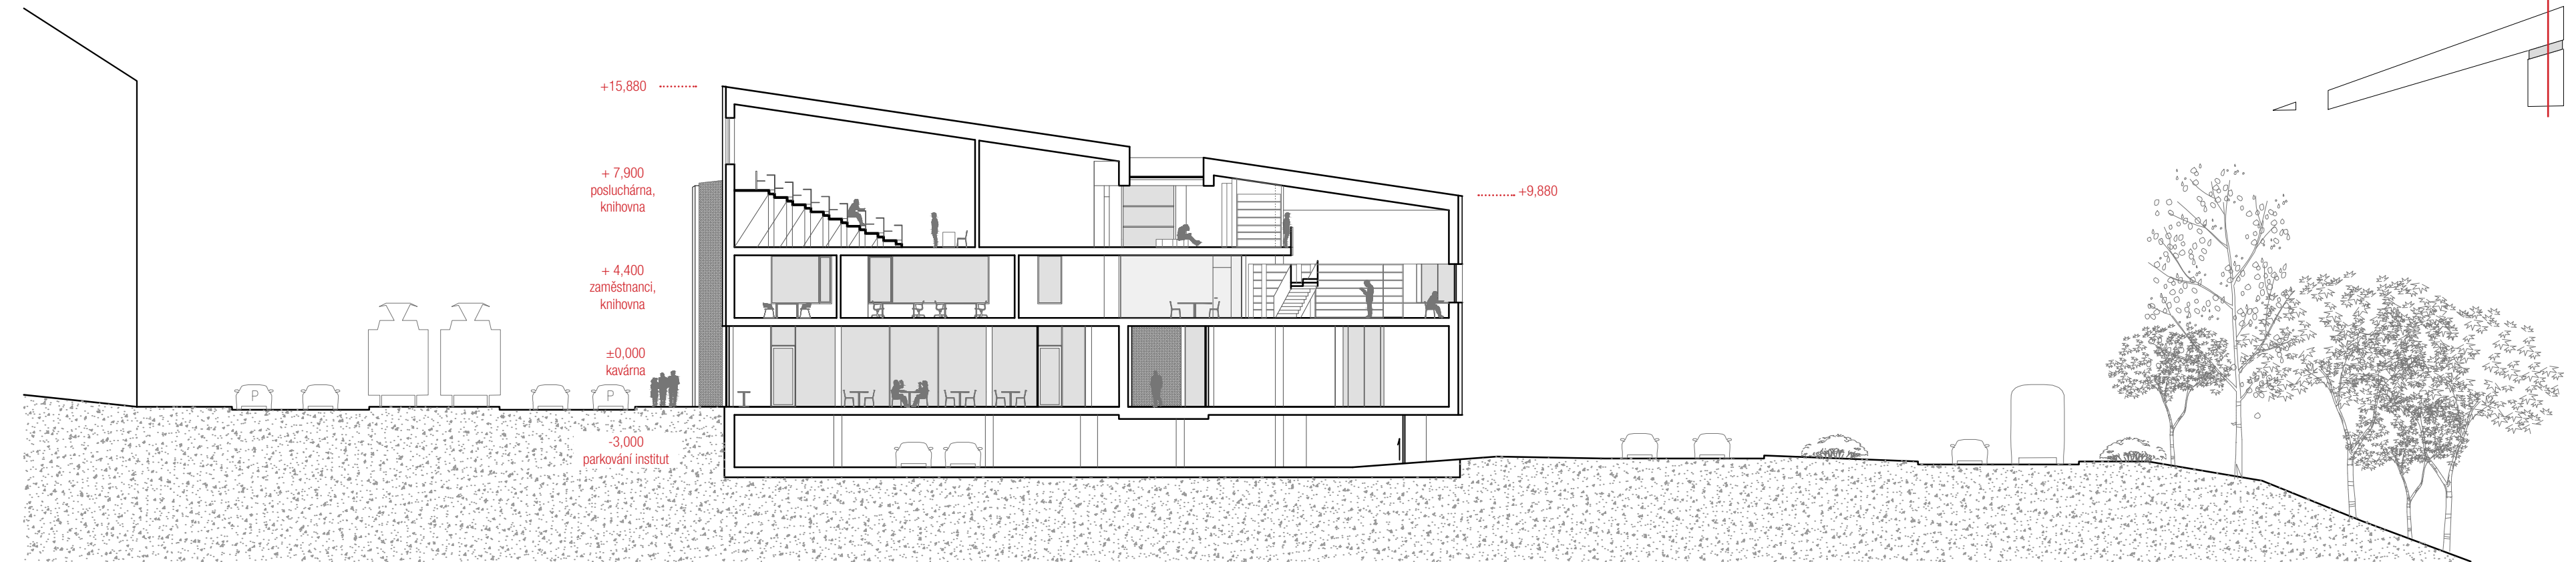 +15,880
+ 7,900
posluchárna,
knihovna
+9,880
+ 4,400
zaměstnanci,
knihovna
±0,000
kavárna
P
P
-3,000
parkování institut